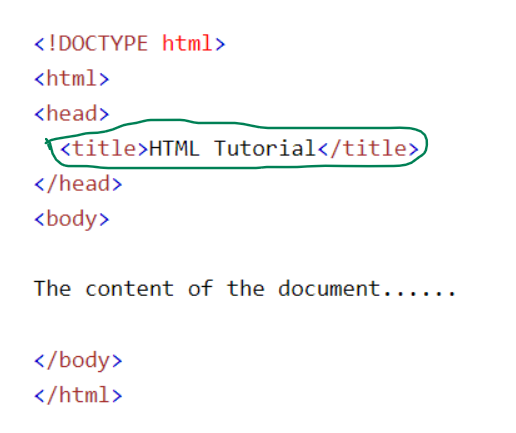 <!DOCTYPE html>
<html>
<head>
<title>HTML Tutorial</title>
</head>
<body>
The content of the document......
</body>
</html>